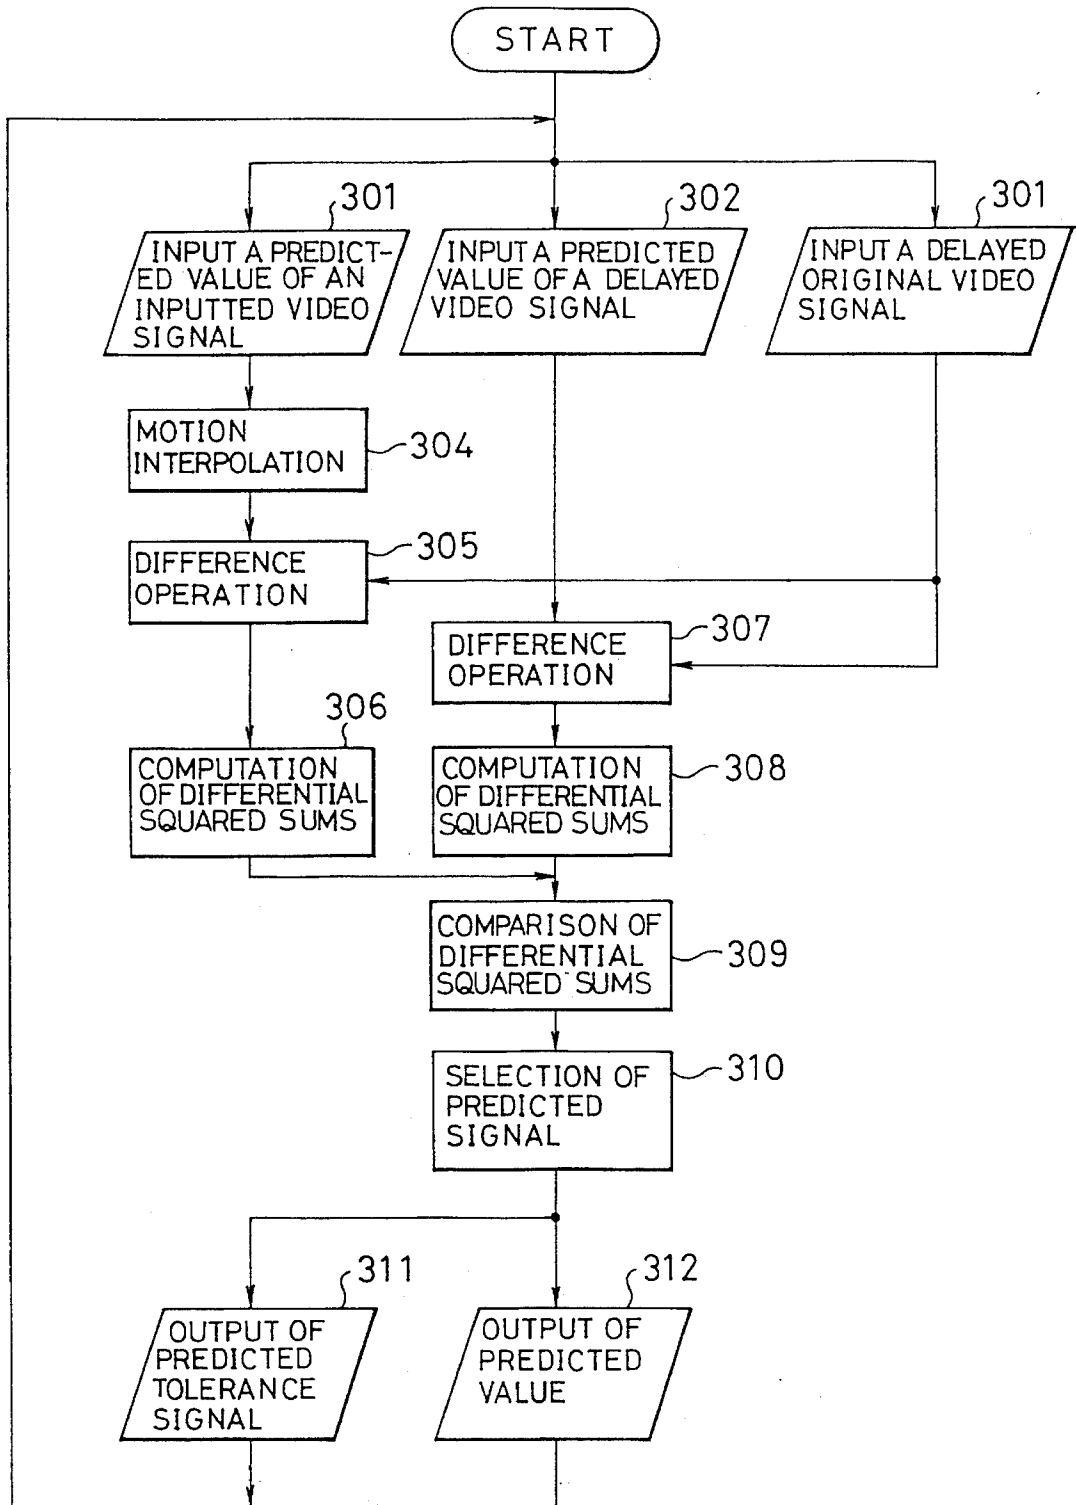 START
301
302
301
INPUT A PREDICT-
ED VALUE OF AN
INPUTTED VIDEO
SIGNAL
INPUT A PREDICTED
VALUE OF A DELAYED
VIDEO SIGNAL
INPUT A DELAYED
ORIGINAL VIDEO
SIGNAL
MOTION
INTERPOLATION
304
DIFFERENCE
OPERATION
305
DIFFERENCE
OPERATION
307
306
COMPUTATION
OF DIFFERENTIAL
SQUARED SUMS
COMPUTATION
OF DIFFERENTIAL
SQUARED SUMS
308
COMPARISON OF
DIFFERENTIAL
SQUARED SUMS
309
SELECTION OF
PREDICTED
SIGNAL
310
311
312
OUTPUT OF
PREDICTED
TOLERANCE
SIGNAL
OUTPUT OF
PREDICTED
VALUE